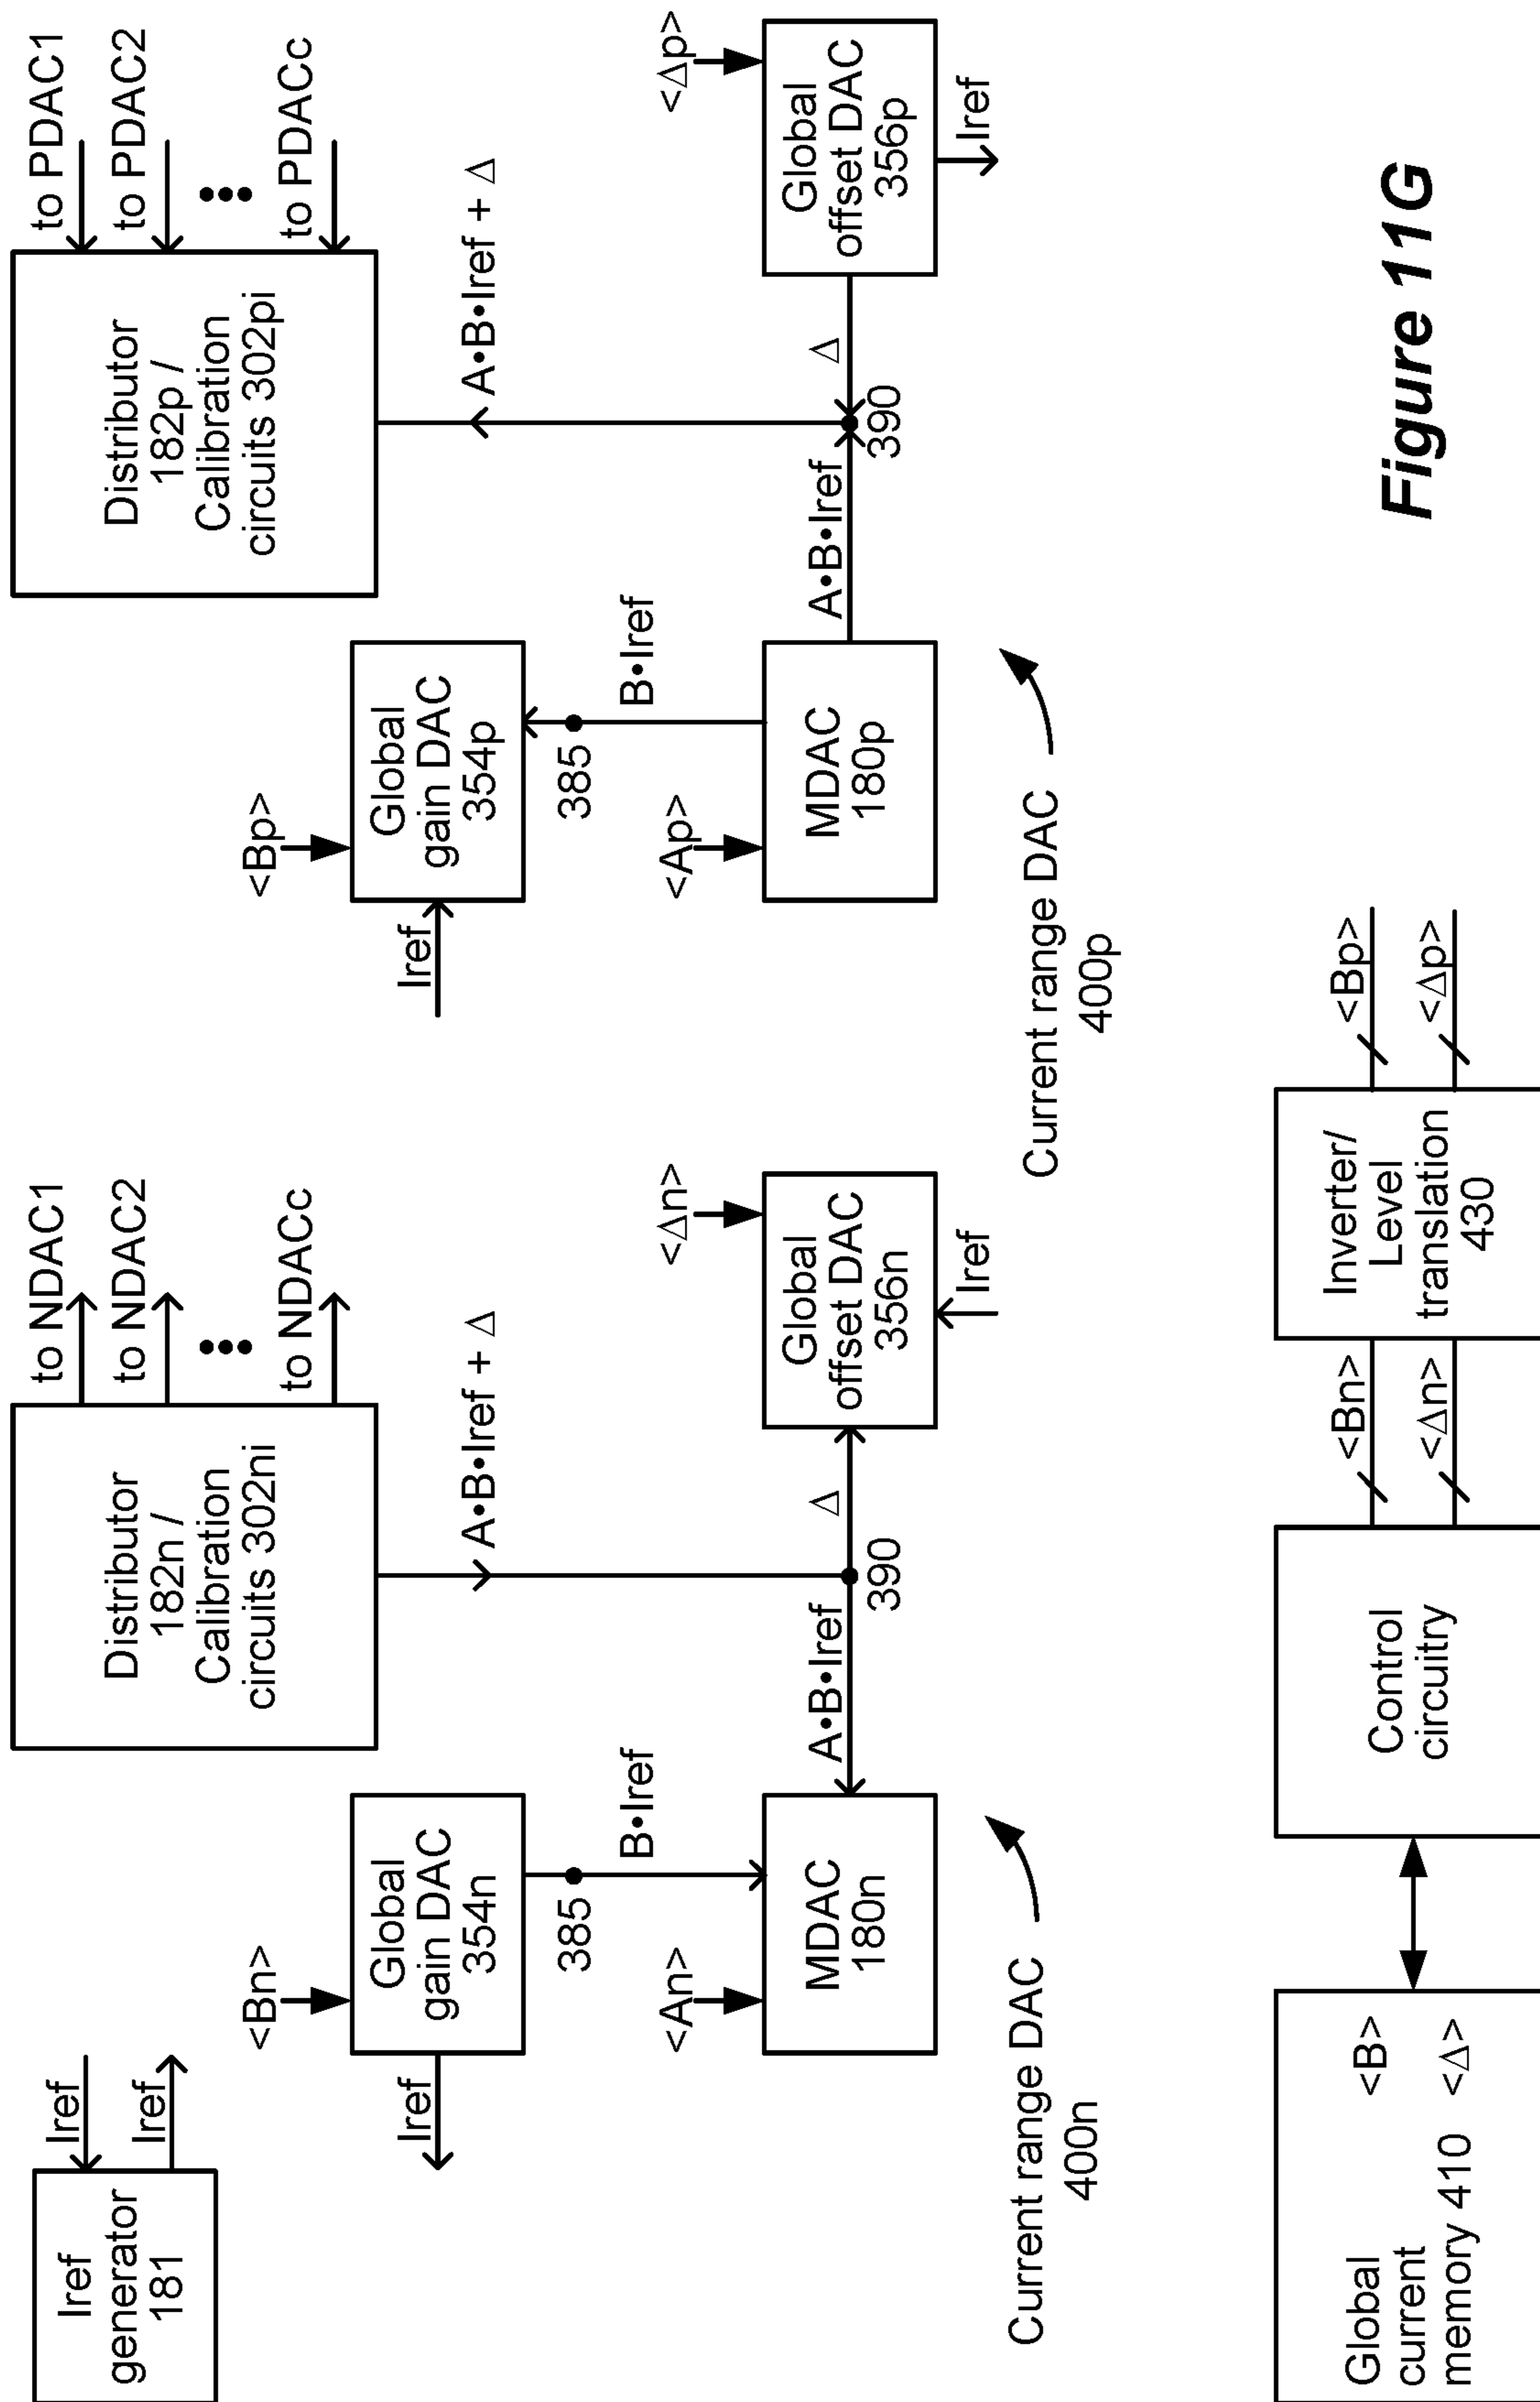 Iref
generator
181
Iref
Iref
<Bn>
Global
gain DAC
354n
Iref
385
B•Iref
<An>
MDAC
180n
Distributor
182n /
Calibration
circuits 302ni
to NDAC1
to NDAC2
•••
to NDACc
A•B•Iref + Δ
A•B•Iref
390
Δ
<Δn>
Global
offset DAC
356n
Iref
Current range DAC
400n
<Bp>
Global
gain DAC
354p
Iref
385
B•Iref
<Ap>
MDAC
180p
Distributor
182p /
Calibration
circuits 302pi
to PDAC1
to PDAC2
•••
to PDACc
A•B•Iref + Δ
A•B•Iref
390
Δ
<Δp>
Global
offset DAC
356p
Iref
Current range DAC
400p
Global
current
memory 410
<B>
<Δ>
Control
circuitry
<Bn>
<Δn>
Inverter/
Level
translation
430
<Bp>
<Δp>
Figure 11G